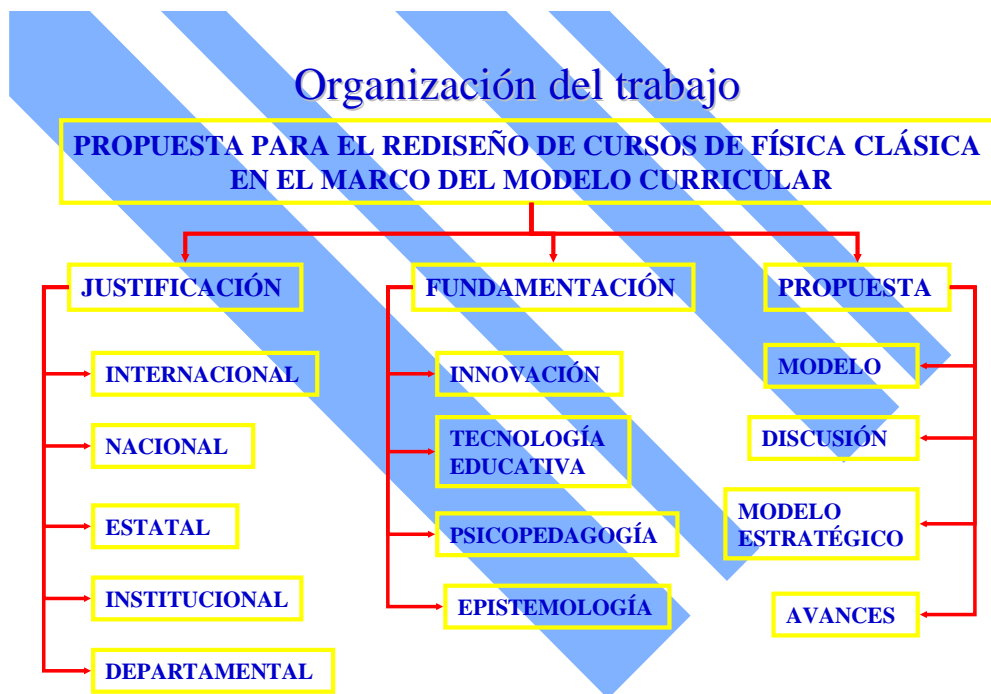 Organización del trabajo
PROPUESTA PARA EL REDISEÑO DE CURSOS DE FÍSICA CLÁSICA
EN EL MARCO DEL MODELO CURRICULAR
JUSTIFICACIÓN
INTERNACIONAL
NACIONAL
ESTATAL
INSTITUCIONAL
DEPARTAMENTAL
FUNDAMENTACIÓN
INNOVACIÓN
TECNOLOGÍA
EDUCATIVA
PSICOPEDAGOGÍA
EPISTEMOLOGÍA
PROPUESTA
MODELO
DISCUSIÓN
MODELO
ESTRATÉGICO
AVANCES